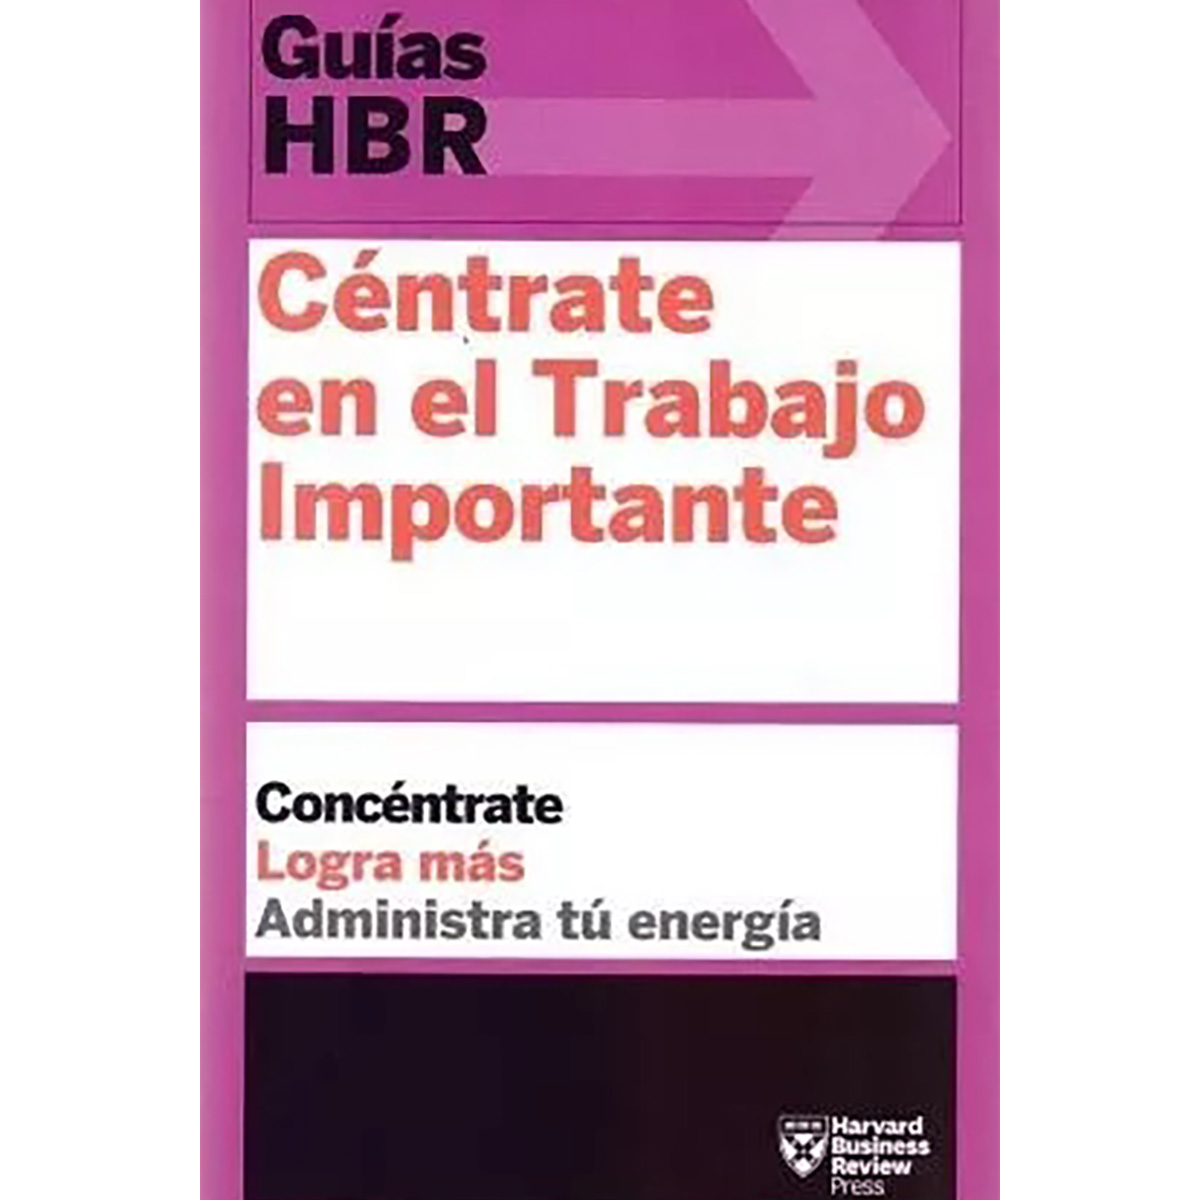 Guías
HBR
Céntrate
en el Trabajo
Importante
Concéntrate
Logra más
Administra tú energía
Harvard
Business
Review
Press